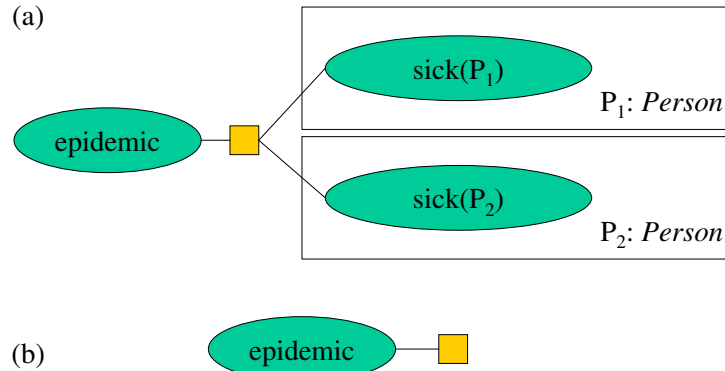 (a)
sick(P₁)
P₁: Person
epidemic
sick(P₂)
P₂: Person
(b)
epidemic